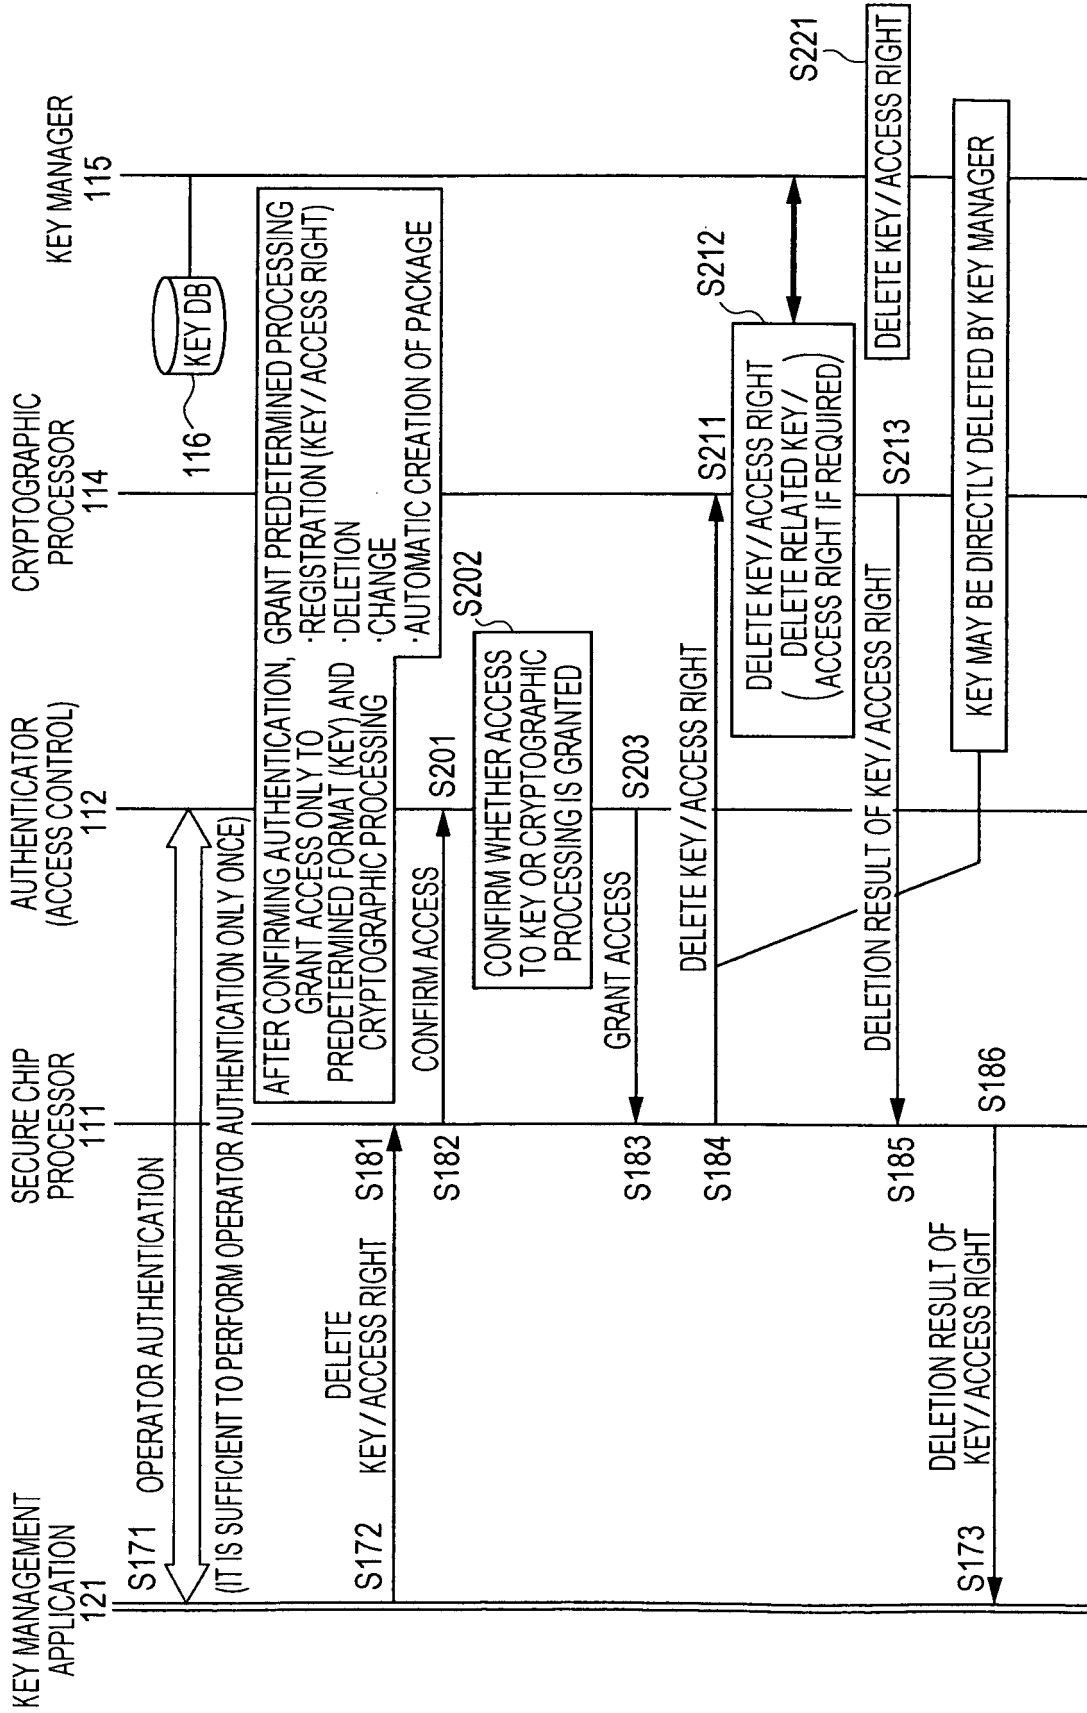 KEY MANAGEMENT
APPLICATION
121
SECURE CHIP
PROCESSOR
111
AUTHENTICATOR
(ACCESS CONTROL)
112
CRYPTOGRAPHIC
PROCESSOR
114
KEY MANAGER
115
S171
OPERATOR AUTHENTICATION
(IT IS SUFFICIENT TO PERFORM OPERATOR AUTHENTICATION ONLY ONCE)
116
KEY DB
AFTER CONFIRMING AUTHENTICATION, GRANT PREDETERMINED PROCESSING
GRANT ACCESS ONLY TO
PREDETERMINED FORMAT (KEY) AND
CRYPTOGRAPHIC PROCESSING
·REGISTRATION (KEY/ACCESS RIGHT)
·DELETION
·CHANGE
·AUTOMATIC CREATION OF PACKAGE
S172
DELETE
KEY/ACCESS RIGHT
S181
S182
CONFIRM ACCESS
S201
S202
CONFIRM WHETHER ACCESS
TO KEY OR CRYPTOGRAPHIC
PROCESSING IS GRANTED
S183
GRANT ACCESS
S203
S184
DELETE KEY/ACCESS RIGHT
S211
S212
DELETE KEY/ACCESS RIGHT
(DELETE RELATED KEY/
ACCESS RIGHT IF REQUIRED)
S221
DELETE KEY/ACCESS RIGHT
S185
DELETION RESULT OF KEY/ACCESS RIGHT
S213
KEY MAY BE DIRECTLY DELETED BY KEY MANAGER
S173
DELETION RESULT OF
KEY/ACCESS RIGHT
S186